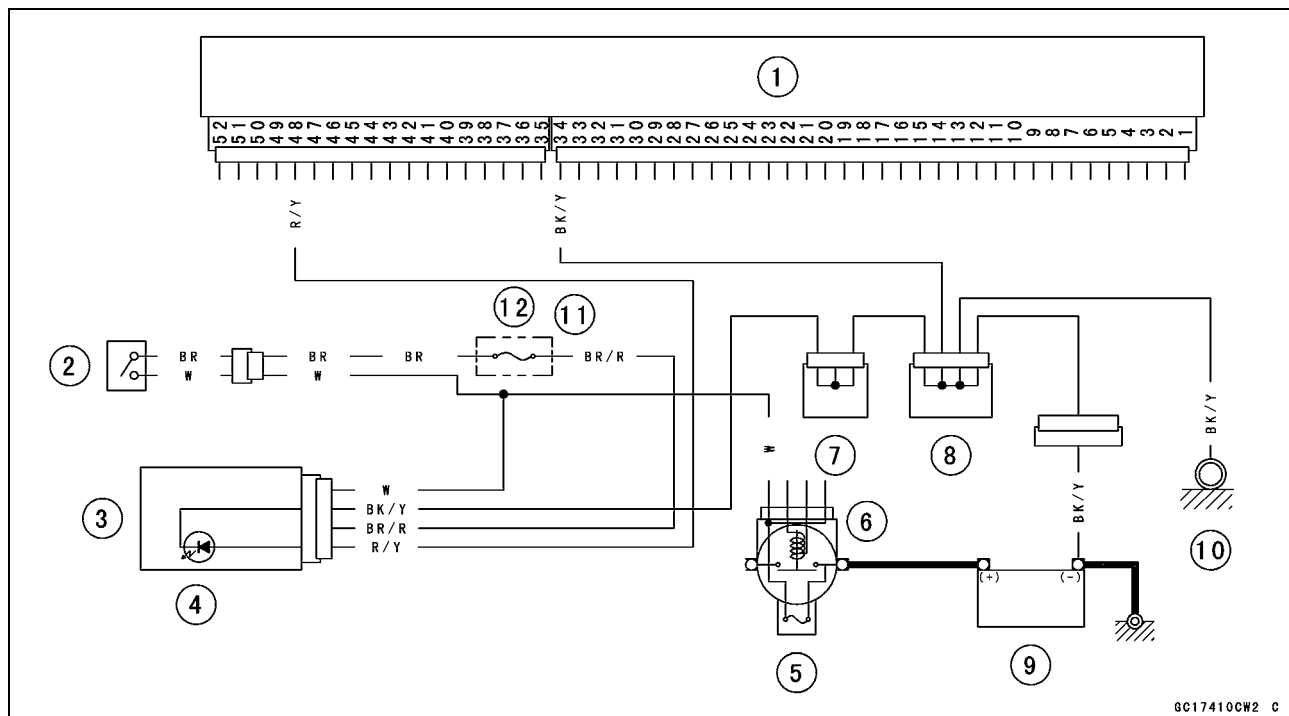 1
52 51 50 49 48 47 46 45 44 43 42 41 40 39 38 37 36 35 34 33 32 31 30 29 28 27 26 25 24 23 22 21 20 19 18 17 16 15 14 13 12 11 10 9 8 7 6 5 4 3 2 1
R/Y
BK/Y
12 11
2 BR BR BR BR/R
W W
BK/Y
W
7 8
3 W
BK/Y
BR/R
R/Y
6
BK/Y
10
(+) (-)
4
5 9
GC17410CW2 C